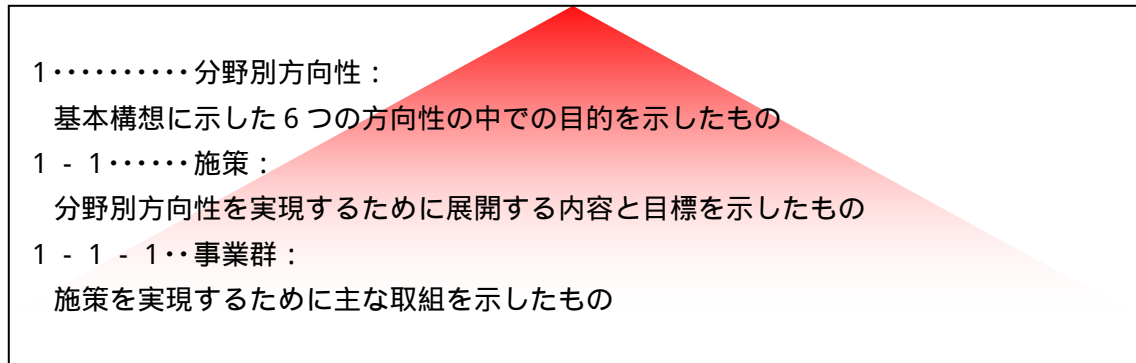 1‥‥‥‥‥分野別方向性：
基本構想に示した６つの方向性の中での目的を示したもの
1 - 1‥‥‥施策：
分野別方向性を実現するために展開する内容と目標を示したもの
1 - 1 - 1‥事業群：
施策を実現するために主な取組を示したもの